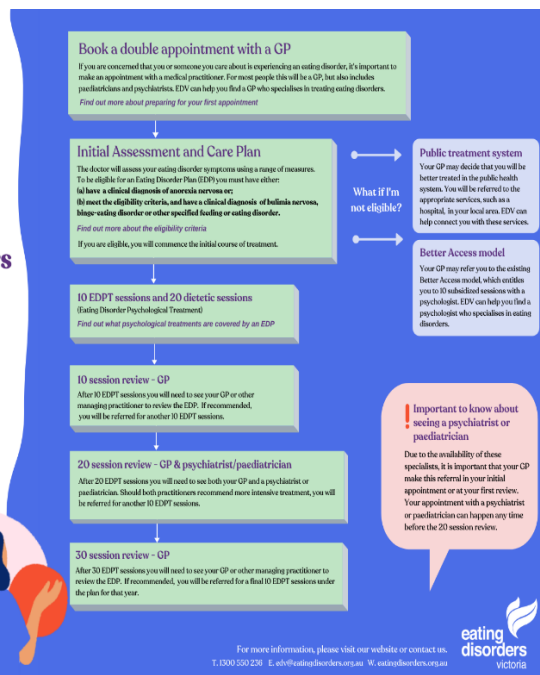 Book a double appointment with a GP
If you are concerned that you or someone you care about is experiencing an eating disorder, it's important to
make an appointment with a medical practitioner. For most people this will be a GP, but also includes
paediatricians and psychiatrists. EDV can help you find a GP who specialises in treating eating disorders.
Find out more about preparing for your first appointment
Initial Assessment and Care Plan
The doctor will assess your eating disorder symptoms using a range of measures.
To be eligible for an Eating Disorder Plan (EDP) you must have either:
(a) have a clinical diagnosis of anorexia nervosa or;
(b) meet the eligibility criteria, and have a clinical diagnosis of bulimia nervosa,
binge-eating disorder or other specified feeding or eating disorder.
Find out more about the eligibility criteria
If you are eligible, you will commence the initial course of treatment.
What if I'm
not eligible?
Public treatment system
Your GP may decide that you will be
better treated in the public health
system. You will be referred to the
appropriate services, such as a
hospital, in your local area. EDV can
help connect you with these services.
Better Access model
Your GP may refer you to the existing
Better Access model, which entitles
you to 10 subsidized sessions with a
psychologist. EDV can help you find a
psychologist who specialises in eating
disorders.
rs
10 EDPT sessions and 20 dietetic sessions
(Eating Disorder Psychological Treatment)
Find out what psychological treatments are covered by an EDP
10 session review - GP
After 10 EDPT sessions you will need to see your GP or other
managing practitioner to review the EDP. If recommended,
you will be referred for another 10 EDPT sessions.
20 session review - GP & psychiatrist/paediatrician
After 20 EDPT sessions you will need to see both your GP and a psychiatrist or
paediatrician. Should both practitioners recommend more intensive treatment, you will
be referred for another 10 EDPT sessions.
30 session review - GP
After 30 EDPT sessions you will need to see your GP or other managing practitioner to
review the EDP. If recommended, you will be referred for a final 10 EDPT sessions under
the plan for that year.
! Important to know about
seeing a psychiatrist or
paediatrician
Due to the availability of these
specialists, it is important that your GP
make this referral in your initial
appointment or at your first review.
Your appointment with a psychiatrist
or paediatrician can happen any time
before the 20 session review.
For more information, please visit our website or contact us.
T. 1300 550 236 E. edv@eatingdisorders.org.au W. eatingdisorders.org.au
eating
disorders
victoria